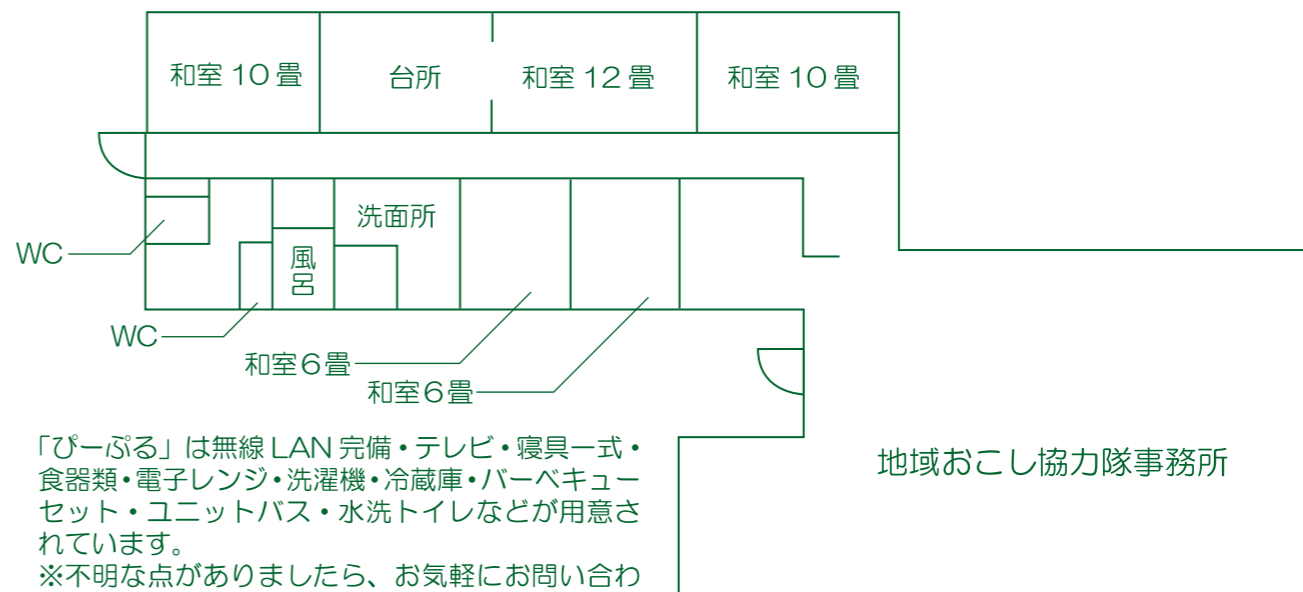 和室 10 畳
台所
和室 12 畳
和室 10 畳
洗面所
WC
風呂
WC
和室6畳
和室6畳
「ぴーぷる」は無線 LAN 完備・テレビ・寝具一式・
食器類・電子レンジ・洗濯機・冷蔵庫・バーベキュー
セット・ユニットバス・水洗トイレなどが用意さ
れています。
※不明な点がありましたら、お気軽にお問い合わ
地域おこし協力隊事務所